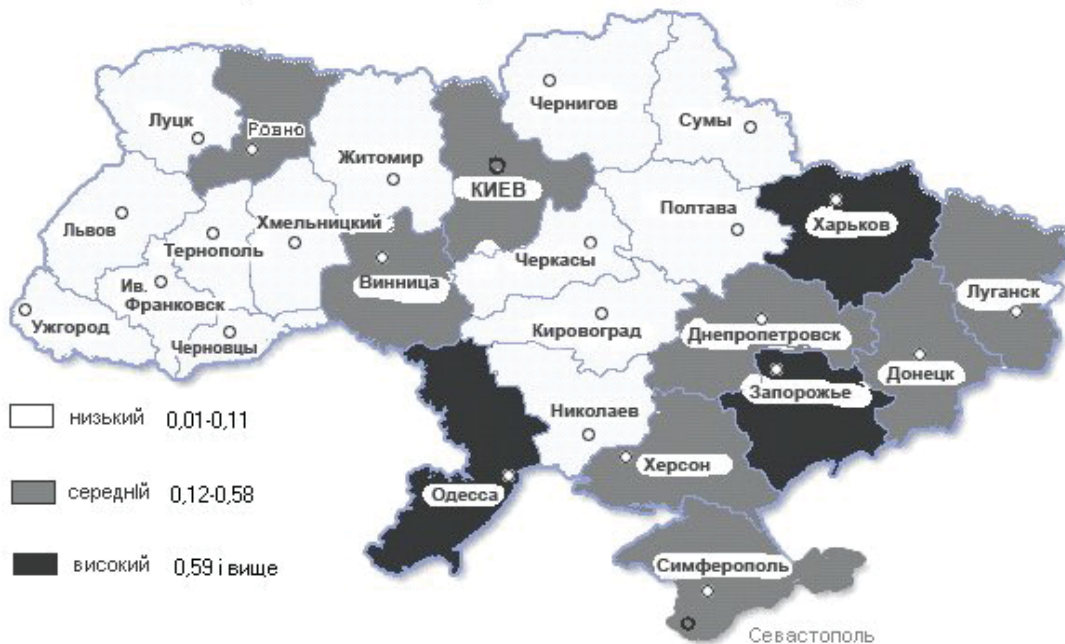 Чернигов
Сумы
Луцк
Ровно
Житомир
КИЕВ
Полтава
Харьков
Львов
Хмельницкий
Тернополь
Черкасы
Винница
Луганск
Ив.
Франковск
Ужгород
Кировоград
Днепропетровск
Черновцы
Донецк
Запорожье
низький 0,01-0,11
Николаев
Херсон
середній 0,12-0,58
Одесса
високий 0,59 і вище
Симферополь
Севастополь